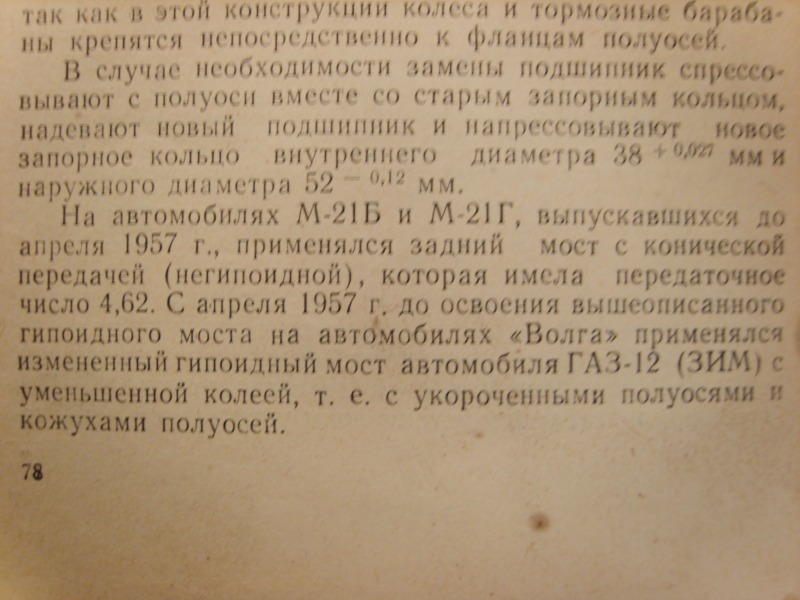 так как в этой конструкции колеса и тормозные бараба-
ны крепятся непосредственно к фланцам полуосей.
В случае необходимости замены подшипник спрессо-
вывают с полуоси вместе со старым запорным кольцом,
надевают новый подшипник и напрессовывают новое
запорное кольцо внутреннего диаметра 38 + 0,027 мм и
наружного диаметра 52 − 0,12 мм.
На автомобилях М-21Б и М-21Г, выпускавшихся до
апреля 1957 г., применялся задний мост с конической
передачей (негипоидной), которая имела передаточное
число 4,62. С апреля 1957 г. до освоения вышеописанного
гипоидного моста на автомобилях «Волга» применялся
измененный гипоидный мост автомобиля ГАЗ-12 (ЗИМ) с
уменьшенной колеей, т. е. с укороченными полуосями и
кожухами полуосей.
78